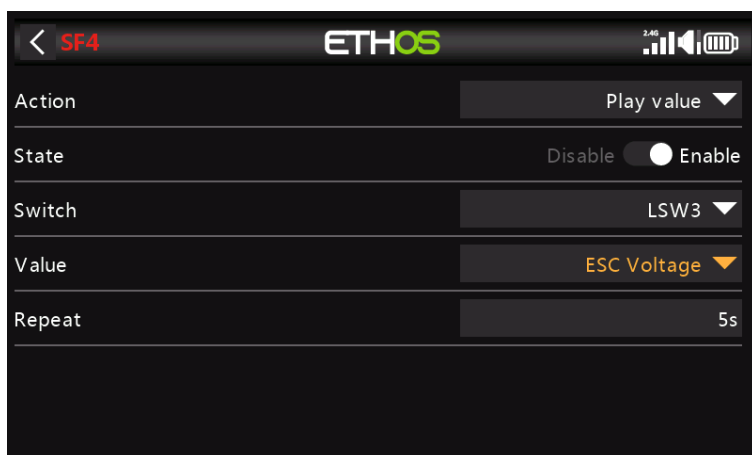 SF4 ETHOS 2.4G
Action Play value
State Disable Enable
Switch LSW3
Value ESC Voltage
Repeat 5s